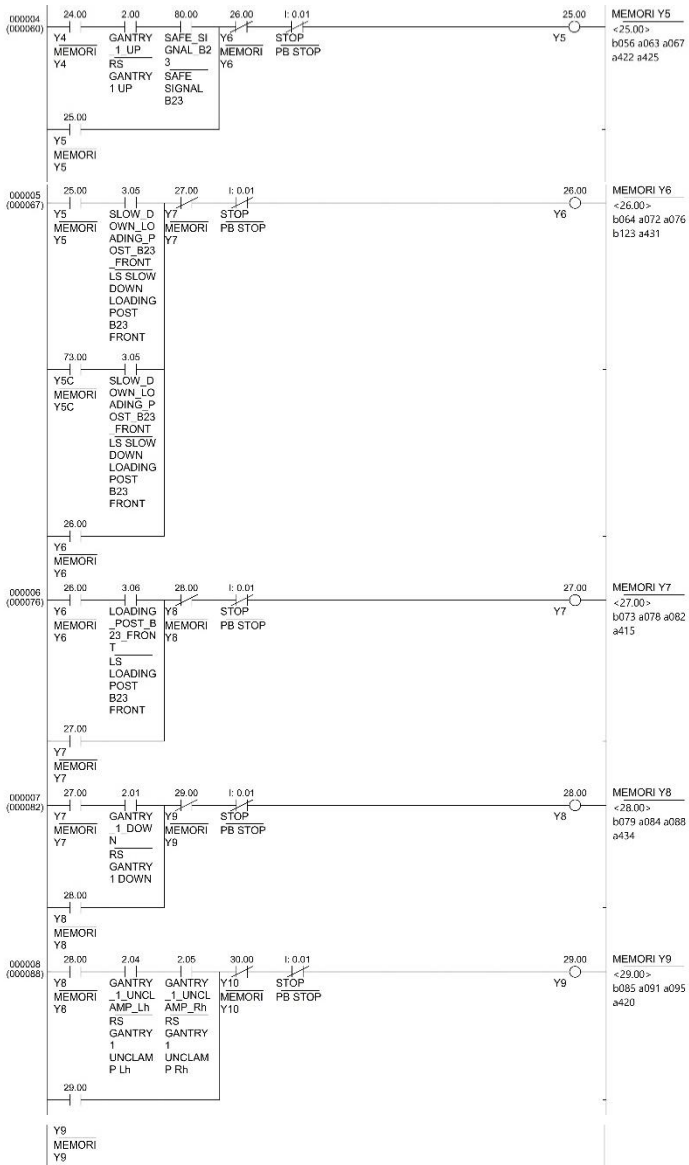 24.00 2.00 80.00 26.00 I: 0.01 25.00 MEMORI Y5
000004
(000060)
<25.00>
b056 a063 a067
a422 a425
Y4
MEMORI
Y4
GANTRY
_1_UP
RS
GANTRY
1 UP
SAFE_SI
GNAL_B2
3
SAFE
SIGNAL
B23
Y6
MEMORI
Y6
STOP
PB STOP
Y5
25.00
Y5
MEMORI
Y5
000005
(000067)
25.00 3.05 27.00 I: 0.01 26.00 MEMORI Y6
<26.00>
b064 a072 a076
b123 a431
Y5
MEMORI
Y5
SLOW_D
OWN_LO
ADING_P
OST_B23
_FRONT
LS SLOW
DOWN
LOADING
POST
B23
FRONT
Y7
MEMORI
Y7
STOP
PB STOP
Y6
73.00 3.05
Y5C
MEMORI
Y5C
SLOW_D
OWN_LO
ADING_P
OST_B23
_FRONT
LS SLOW
DOWN
LOADING
POST
B23
FRONT
26.00
Y6
MEMORI
Y6
000006
(000076)
26.00 3.06 28.00 I: 0.01 27.00 MEMORI Y7
<27.00>
b073 a078 a082
a415
Y6
MEMORI
Y6
LOADING
_POST_B
23_FRON
T
LS
LOADING
POST
B23
FRONT
Y8
MEMORI
Y8
STOP
PB STOP
Y7
27.00
Y7
MEMORI
Y7
000007
(000082)
27.00 2.01 29.00 I: 0.01 28.00 MEMORI Y8
<28.00>
b079 a084 a088
a434
Y7
MEMORI
Y7
GANTRY
_1_DOW
N
RS
GANTRY
1 DOWN
Y9
MEMORI
Y9
STOP
PB STOP
Y8
28.00
Y8
MEMORI
Y8
000008
(000088)
28.00 2.04 2.05 30.00 I: 0.01 29.00 MEMORI Y9
<29.00>
b085 a091 a095
a420
Y8
MEMORI
Y8
GANTRY
_1_UNCL
AMP_Lh
RS
GANTRY
1
UNCLAM
P Lh
GANTRY
_1_UNCL
AMP_Rh
RS
GANTRY
1
UNCLAM
P Rh
Y10
MEMORI
Y10
STOP
PB STOP
Y9
29.00
Y9
MEMORI
Y9